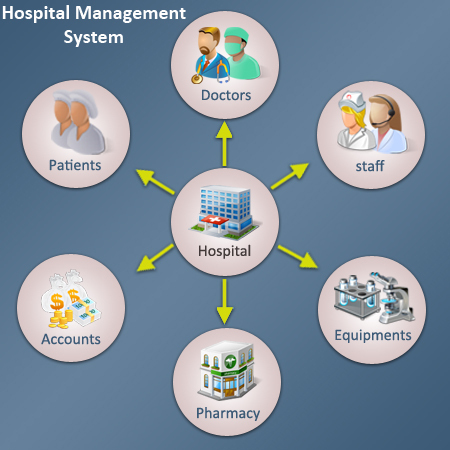 Hospital Management
System
Doctors
Patients
staff
Hospital
Accounts
Equipments
Pharmacy